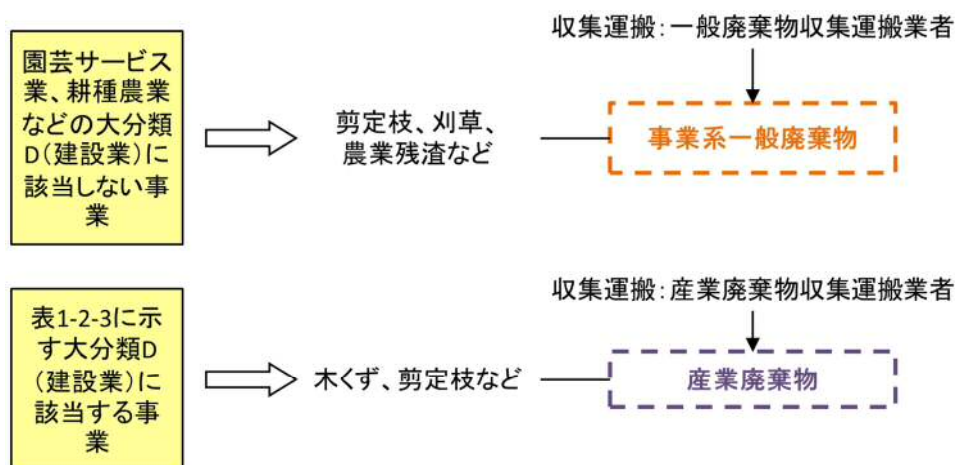 収集運搬：一般廃棄物収集運搬業者
園芸サービス
業、耕種農業
などの大分類
D（建設業）に
該当しない事
業
剪定枝、刈草、
農業残渣など
事業系一般廃棄物
収集運搬：産業廃棄物収集運搬業者
表1-2-3に示
す大分類D
（建設業）に
該当する事
業
木くず、剪定枝など
産業廃棄物